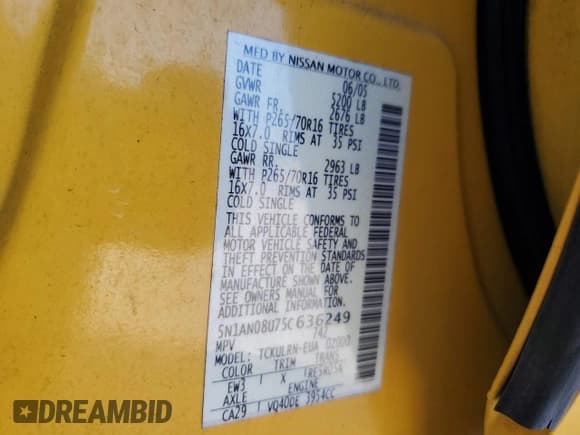 MFD BY NISSAN MOTOR CO., LTD.
DATE 06/05
GVWR 5200 LB
GAWR FR. 2676 LB
WITH P265/70R16 TIRES
16X7.0 RIMS AT 35 PSI
COLD SINGLE
GAWR RR. 2963 LB
WITH P265/70R16 TIRES
16X7.0 RIMS AT 35 PSI
COLD SINGLE
THIS VEHICLE CONFORMS TO
ALL APPLICABLE FEDERAL
MOTOR VEHICLE SAFETY AND
THEFT PREVENTION STANDARDS
IN EFFECT ON THE DATE OF
MANUFACTURE SHOWN ABOVE.
SEE OWNERS MANUAL FOR
ADDITIONAL INFORMATION.
5N1AN08U75C636249
MPV
MODEL: TCKULRN-EUA
COLOR TRIM TRANS
EW3 X
AXLE ENGINE
CA29 VQ40DE 3954CC
DREAMBID